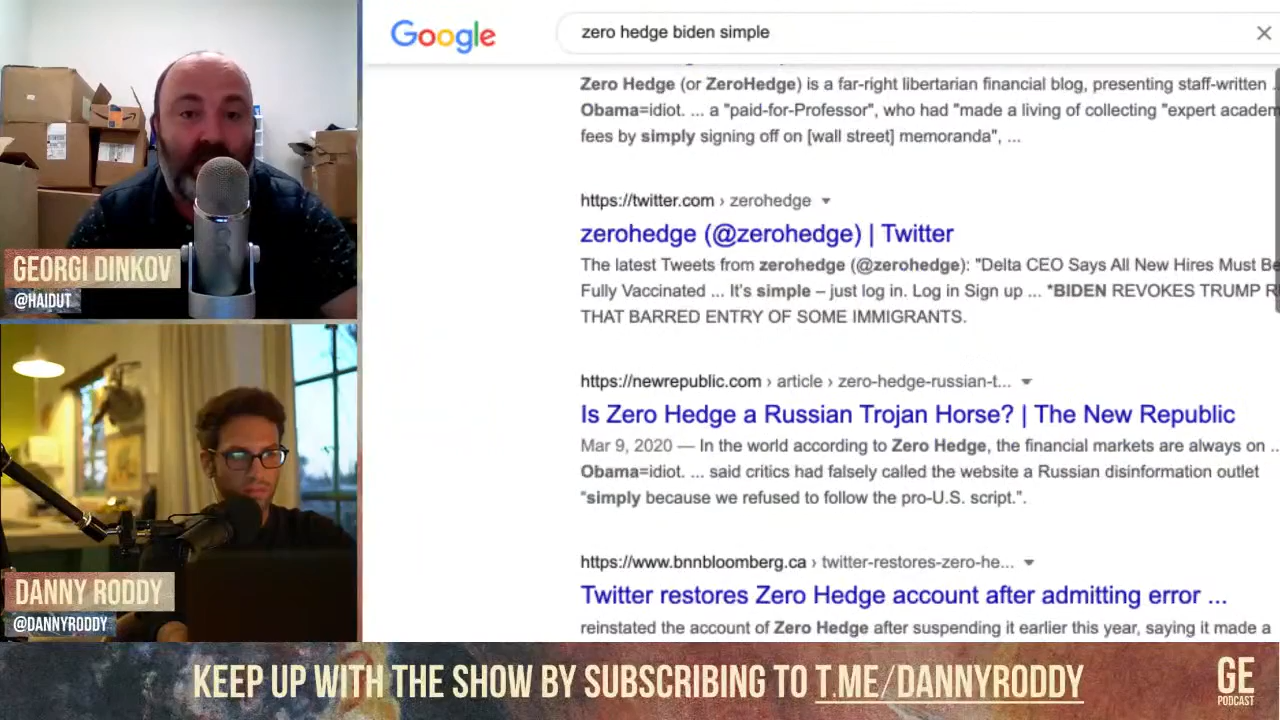 GEORGI DINKOV
@HAIDUT
DANNY RODDY
@DANNYRODDY
Google
zero hedge biden simple
Zero Hedge (or ZeroHedge) is a far-right libertarian financial blog, presenting staff-written ...
Obama=idiot. ... a "paid-for-Professor", who had "made a living of collecting "expert academ
fees by simply signing off on [wall street] memoranda", ...
https://twitter.com › zerohedge
zerohedge (@zerohedge) | Twitter
The latest Tweets from zerohedge (@zerohedge): "Delta CEO Says All New Hires Must Be
Fully Vaccinated ... It's simple – just log in. Log in Sign up ... *BIDEN REVOKES TRUMP R
THAT BARRED ENTRY OF SOME IMMIGRANTS.
https://newrepublic.com › article › zero-hedge-russian-t...
Is Zero Hedge a Russian Trojan Horse? | The New Republic
Mar 9, 2020 — In the world according to Zero Hedge, the financial markets are always on ...
Obama=idiot. ... said critics had falsely called the website a Russian disinformation outlet
"simply because we refused to follow the pro-U.S. script.".
https://www.bnnbloomberg.ca › twitter-restores-zero-he...
Twitter restores Zero Hedge account after admitting error ...
reinstated the account of Zero Hedge after suspending it earlier this year, saying it made a
KEEP UP WITH THE SHOW BY SUBSCRIBING TO T.ME/DANNYRODDY
GE
PODCAST